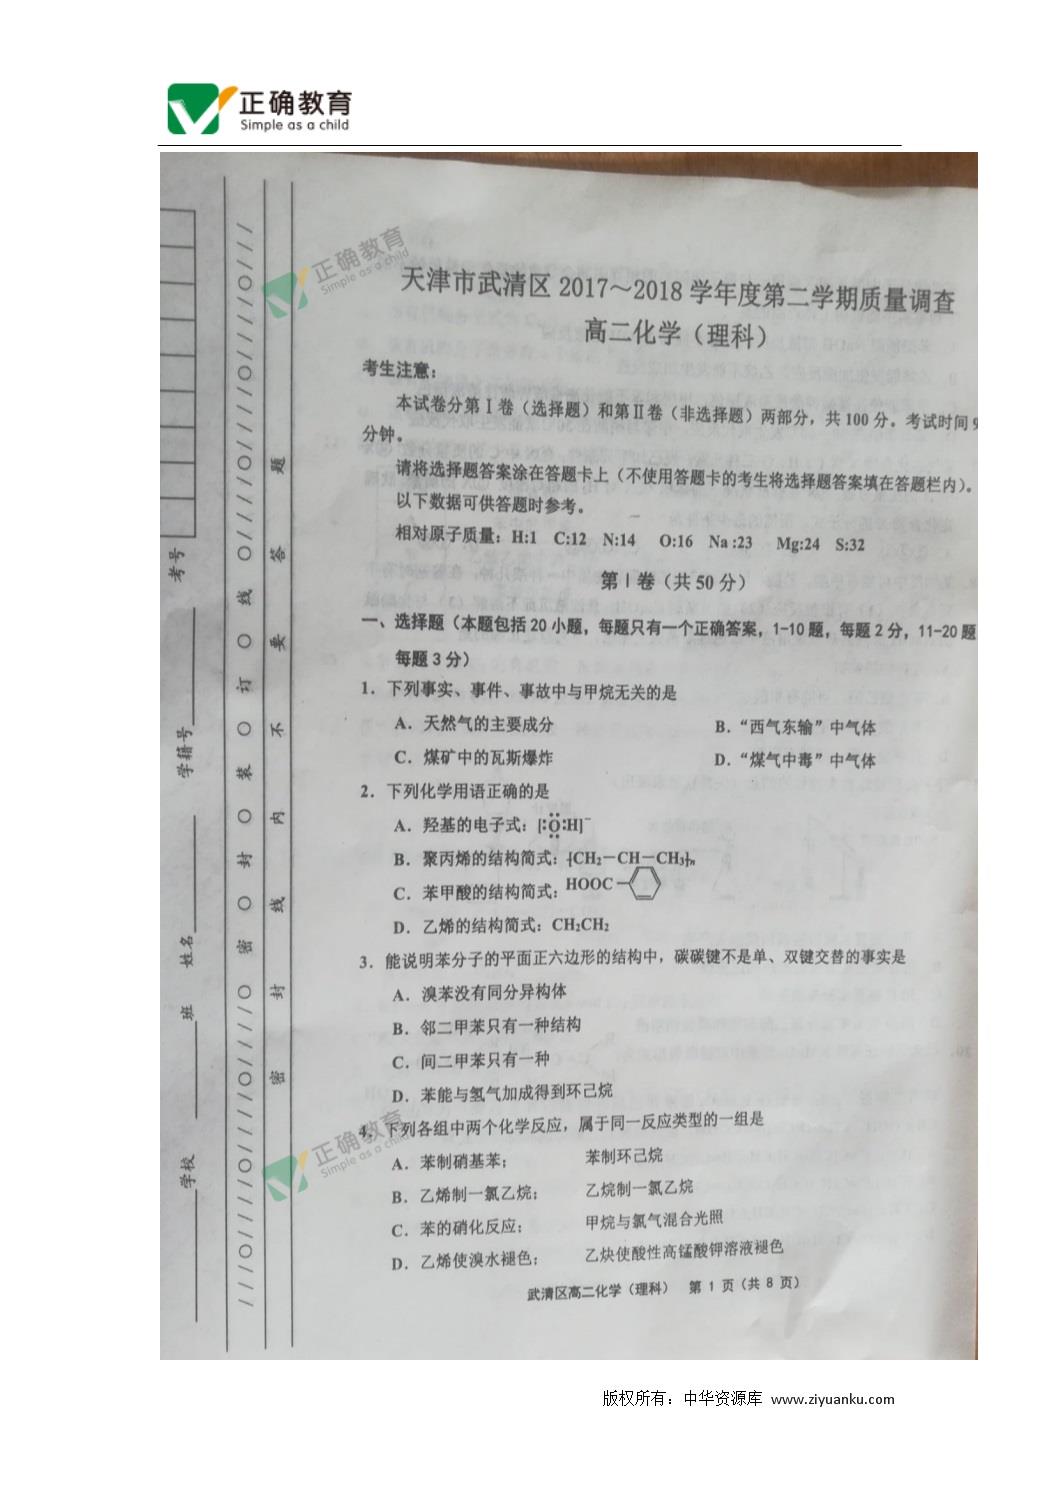 正确教育
Simple as a child
正确教育
Simple as a child
天津市武清区 2017～2018 学年度第二学期质量调查
高二化学（理科）
考生注意：
本试卷分第Ⅰ卷（选择题）和第Ⅱ卷（非选择题）两部分，共 100 分。考试时间
分钟。
请将选择题答案涂在答题卡上（不使用答题卡的考生将选择题答案填在答题栏内）。
以下数据可供答题时参考。
相对原子质量：H:1 C:12 N:14 O:16 Na:23 Mg:24 S:32
第Ⅰ卷（共 50 分）
一、选择题（本题包括 20 小题，每题只有一个正确答案，1-10 题，每题 2 分，11-20 题
每题 3 分）
1．下列事实、事件、事故中与甲烷无关的是
A．天然气的主要成分 B．“西气东输”中气体
C．煤矿中的瓦斯爆炸 D．“煤气中毒”中气体
2．下列化学用语正确的是
A．羟基的电子式：[:O:H]⁻
B．聚丙烯的结构简式：-[CH2－CH－CH3]-n
C．苯甲酸的结构简式：HOOC－
D．乙烯的结构简式：CH2CH2
3．能说明苯分子的平面正六边形的结构中，碳碳键不是单、双键交替的事实是
A．溴苯没有同分异构体
B．邻二甲苯只有一种结构
C．间二甲苯只有一种
D．苯能与氢气加成得到环己烷
4．下列各组中两个化学反应，属于同一反应类型的一组是
A．苯制硝基苯； 苯制环己烷
B．乙烯制一氯乙烷； 乙烷制一氯乙烷
C．苯的硝化反应； 甲烷与氯气混合光照
D．乙烯使溴水褪色； 乙炔使酸性高锰酸钾溶液褪色
武清区高二化学（理科） 第 1 页（共 8 页）
正确教育
Simple as a child
学校 班 姓名 学籍号 考号
///O///O///O///O 密 O 封 O 装 O 订 O 线 O///O///O///O///
密 封 线 内 不 要 答 题
版权所有：中华资源库 www.ziyuanku.com